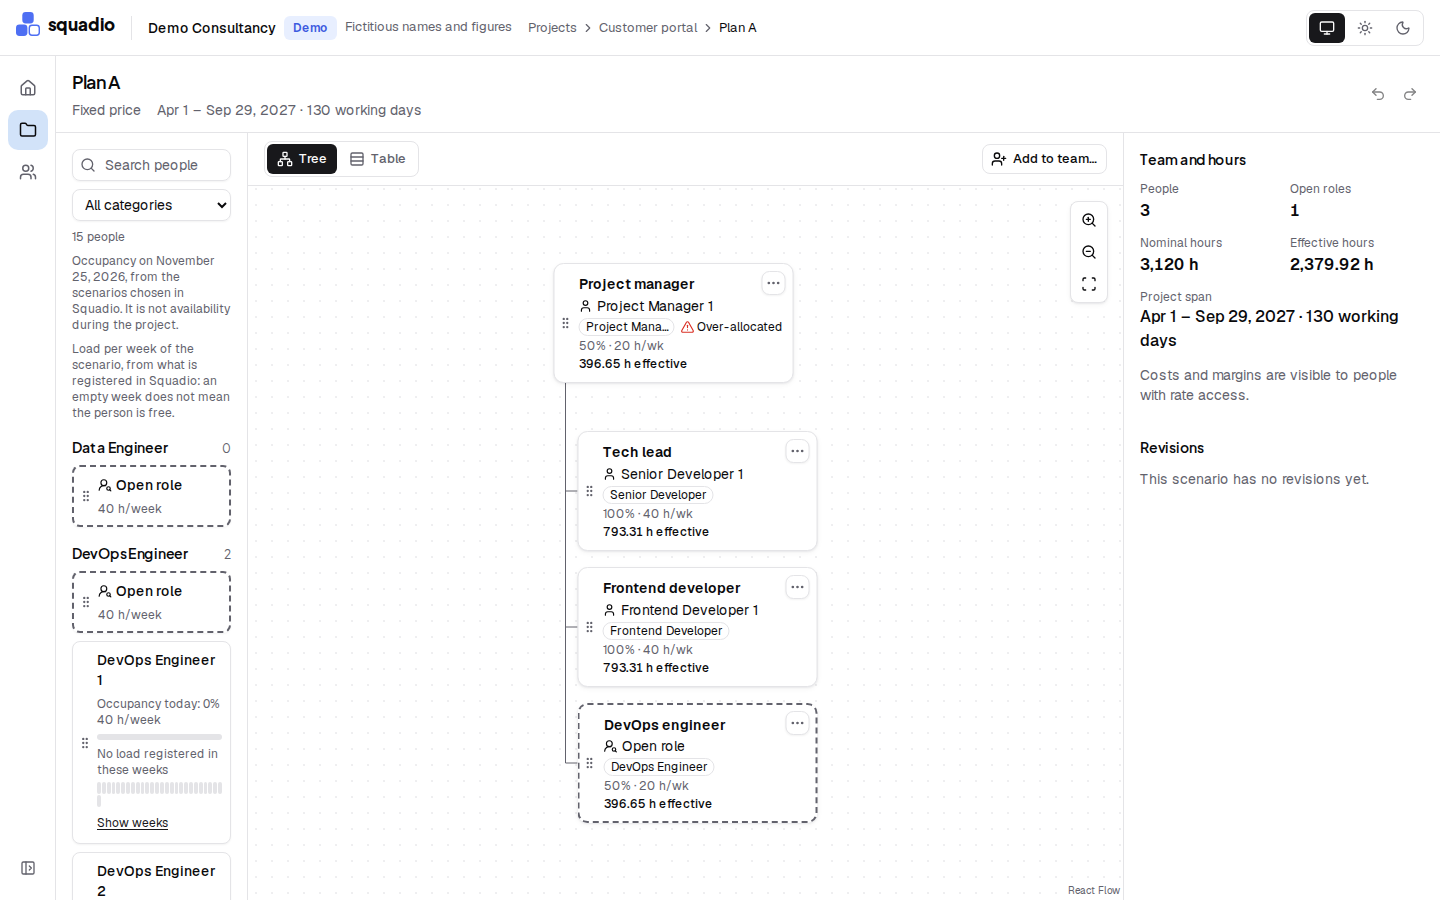 squadio
Demo Consultancy
Demo
Fictitious names and figures
Projects
Customer portal
Plan A
Plan A
Fixed price
Apr 1 – Sep 29, 2027 · 130 working days
Search people
All categories
15 people
Occupancy on November
25, 2026, from the
scenarios chosen in
Squadio. It is not availability
during the project.
Load per week of the
scenario, from what is
registered in Squadio: an
empty week does not mean
the person is free.
Data Engineer
0
Open role
40 h/week
DevOps Engineer
2
Open role
40 h/week
DevOps Engineer
1
Occupancy today: 0%
40 h/week
No load registered in
these weeks
Show weeks
DevOps Engineer
2
Tree
Table
Add to team…
Project manager
Project Manager 1
Project Mana…
Over-allocated
50% · 20 h/wk
396.65 h effective
Tech lead
Senior Developer 1
Senior Developer
100% · 40 h/wk
793.31 h effective
Frontend developer
Frontend Developer 1
Frontend Developer
100% · 40 h/wk
793.31 h effective
DevOps engineer
Open role
DevOps Engineer
50% · 20 h/wk
396.65 h effective
React Flow
Team and hours
People
Open roles
3
1
Nominal hours
Effective hours
3,120 h
2,379.92 h
Project span
Apr 1 – Sep 29, 2027 · 130 working
days
Costs and margins are visible to people
with rate access.
Revisions
This scenario has no revisions yet.